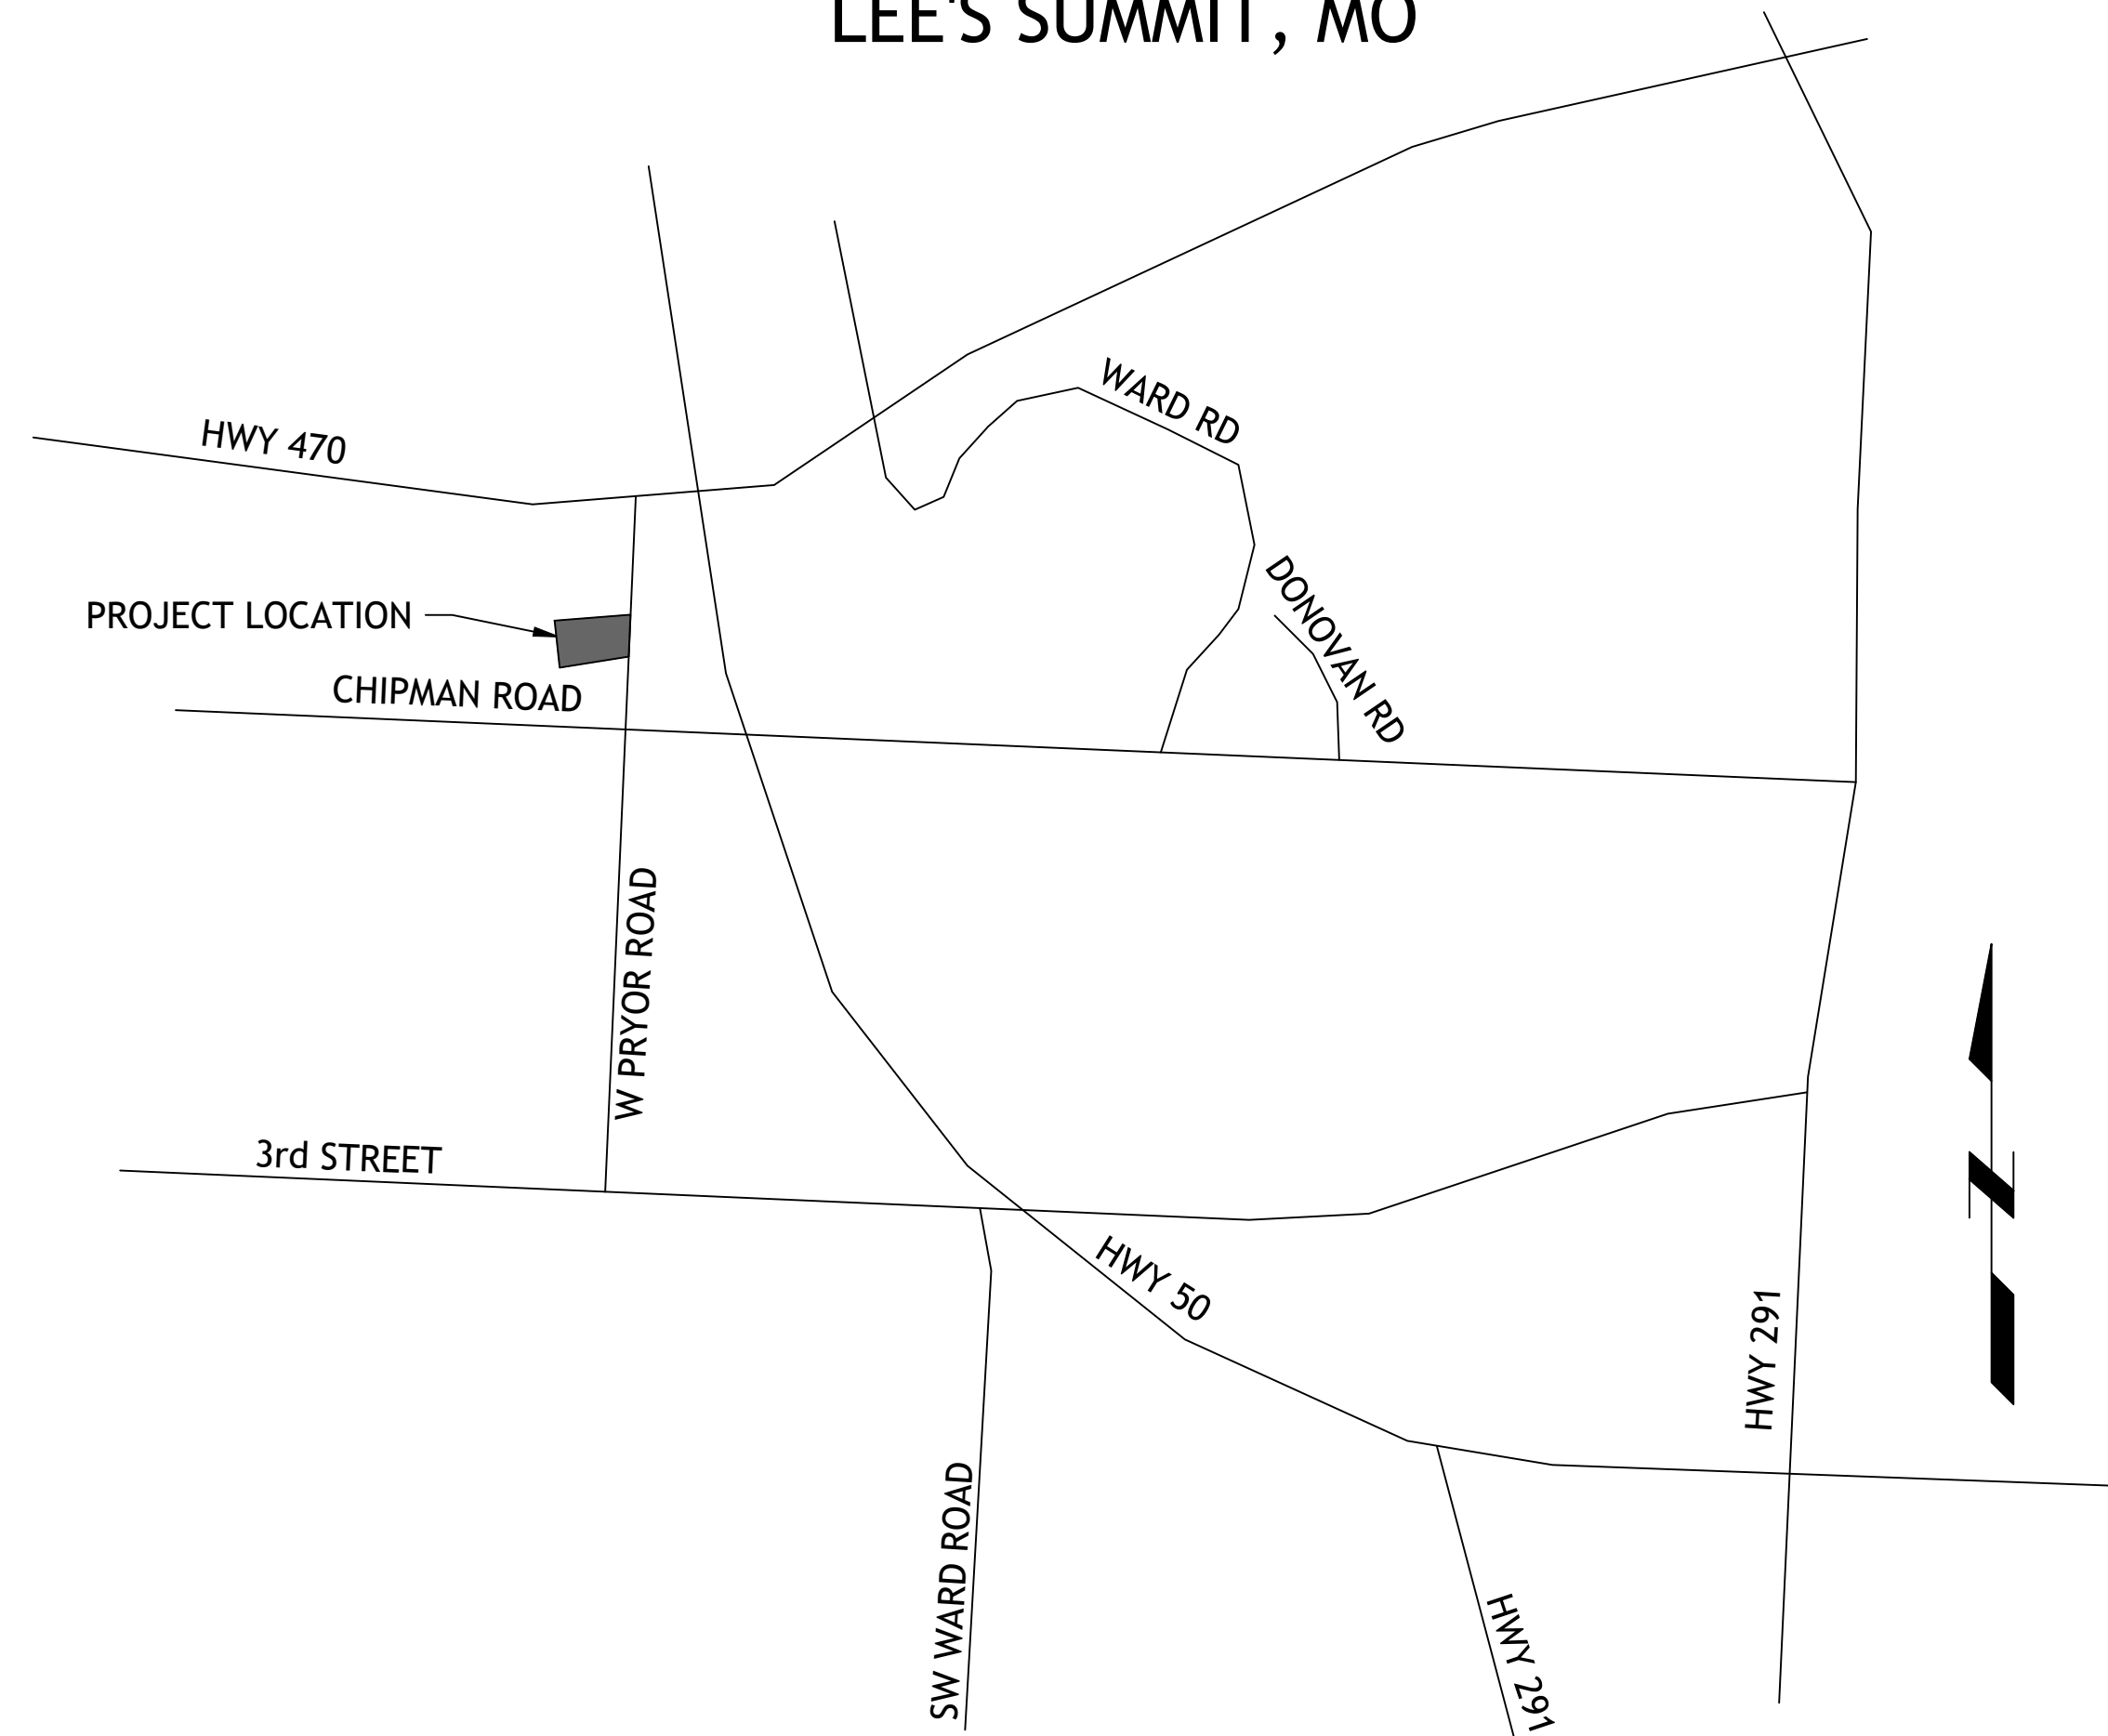 LEE'S SUMMIT, MO
WARD RD
HWY 470
DONOVAN RD
PROJECT LOCATION
CHIPMAN ROAD
W PRYOR ROAD
3rd STREET
N
HWY 50
HWY 291
SW WARD ROAD
HWY 291